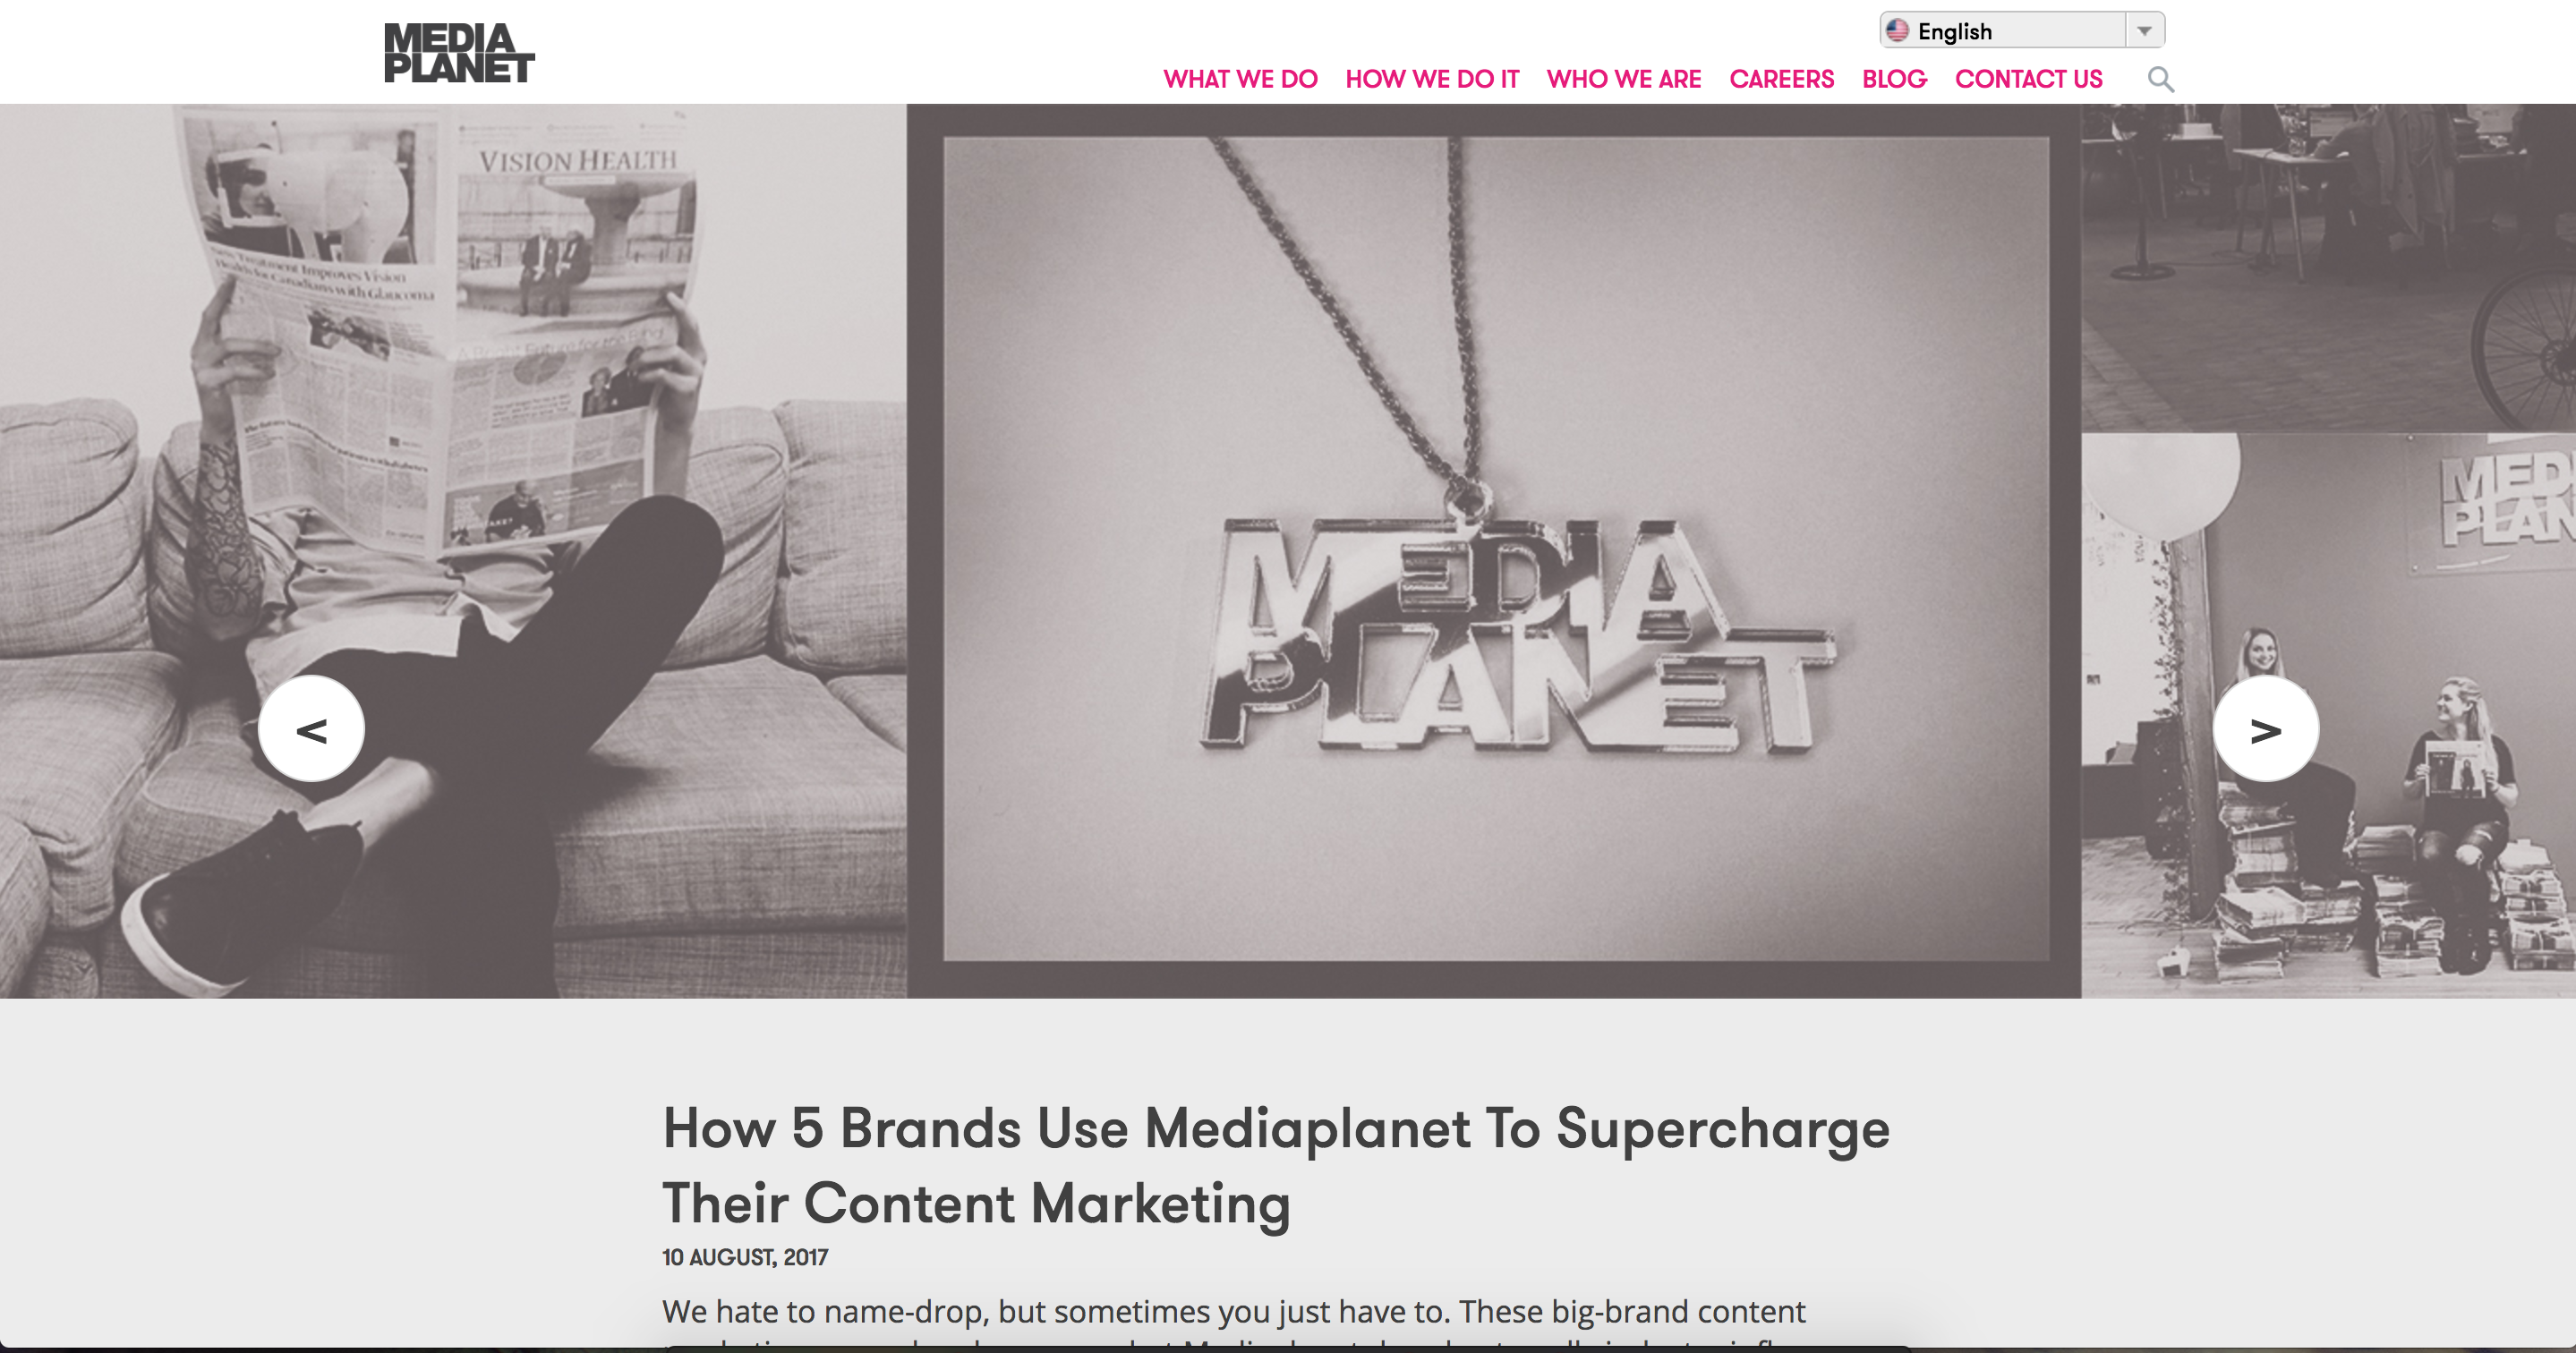 MEDIA
PLANET
English
WHAT WE DO HOW WE DO IT WHO WE ARE CAREERS BLOG CONTACT US
VISION HEALTH
New Treatment Improves Vision
Health for Canadians with Glaucoma
MEDIA
PLANET
MED
PLAN
<
>
How 5 Brands Use Mediaplanet To Supercharge
Their Content Marketing
10 AUGUST, 2017
We hate to name-drop, but sometimes you just have to. These big-brand content